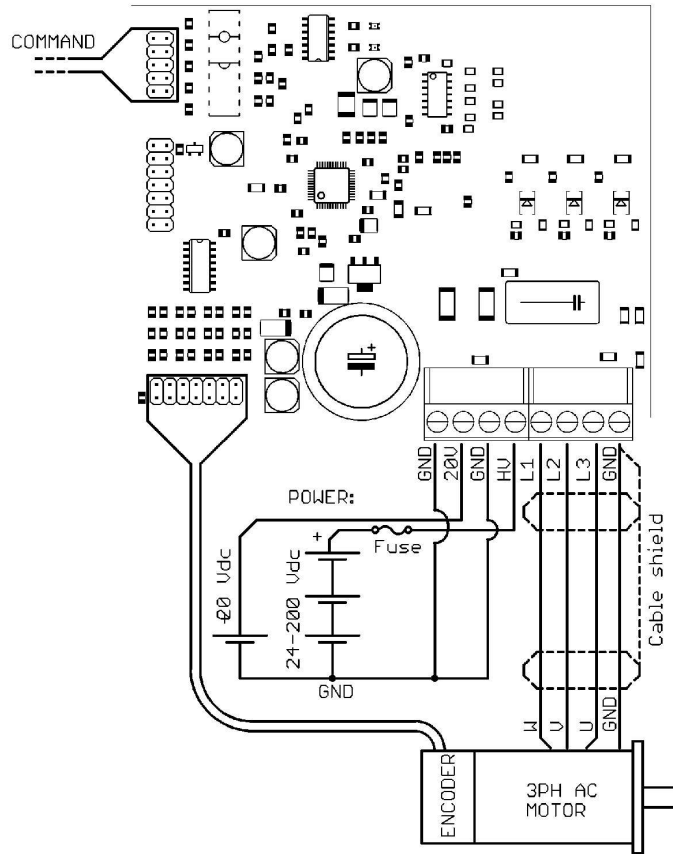 COMMAND
GND
20V
GND
HV
L1
L2
L3
GND
POWER:
+
Fuse
Vdc
24-200 Vdc
GND
Cable shield
W
V
U
GND
ENCODER
3PH AC
MOTOR
+